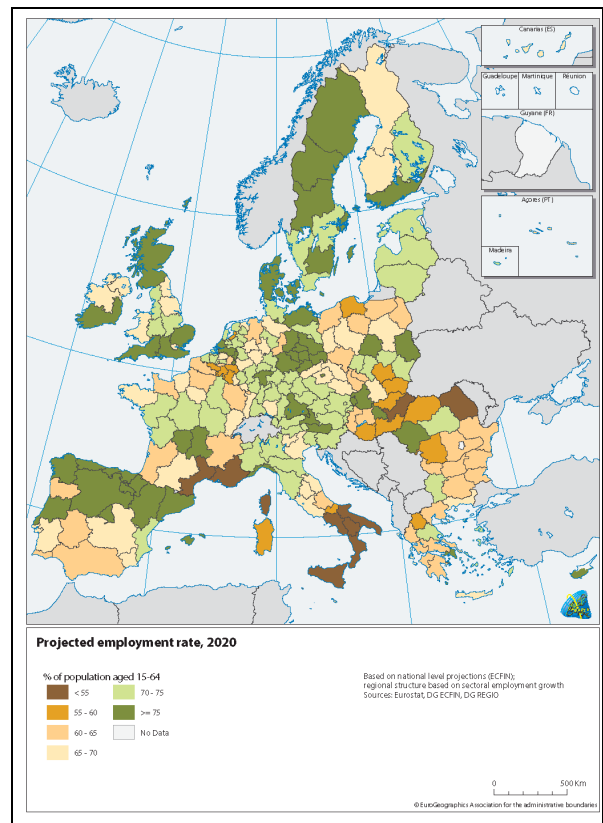 Canarias (ES)
Guadeloupe Martinique Réunion
Guyane (FR)
Açores (PT)
Madeira
Projected employment rate, 2020
% of population aged 15-64
< 55
55 - 60
60 - 65
65 - 70
70 - 75
>= 75
No Data
Based on national level projections (ECFIN);
regional structure based on sectoral employment growth
Sources: Eurostat, DG ECFIN, DG REGIO
0 500 Km
© EuroGeographics Association for the administrative boundaries